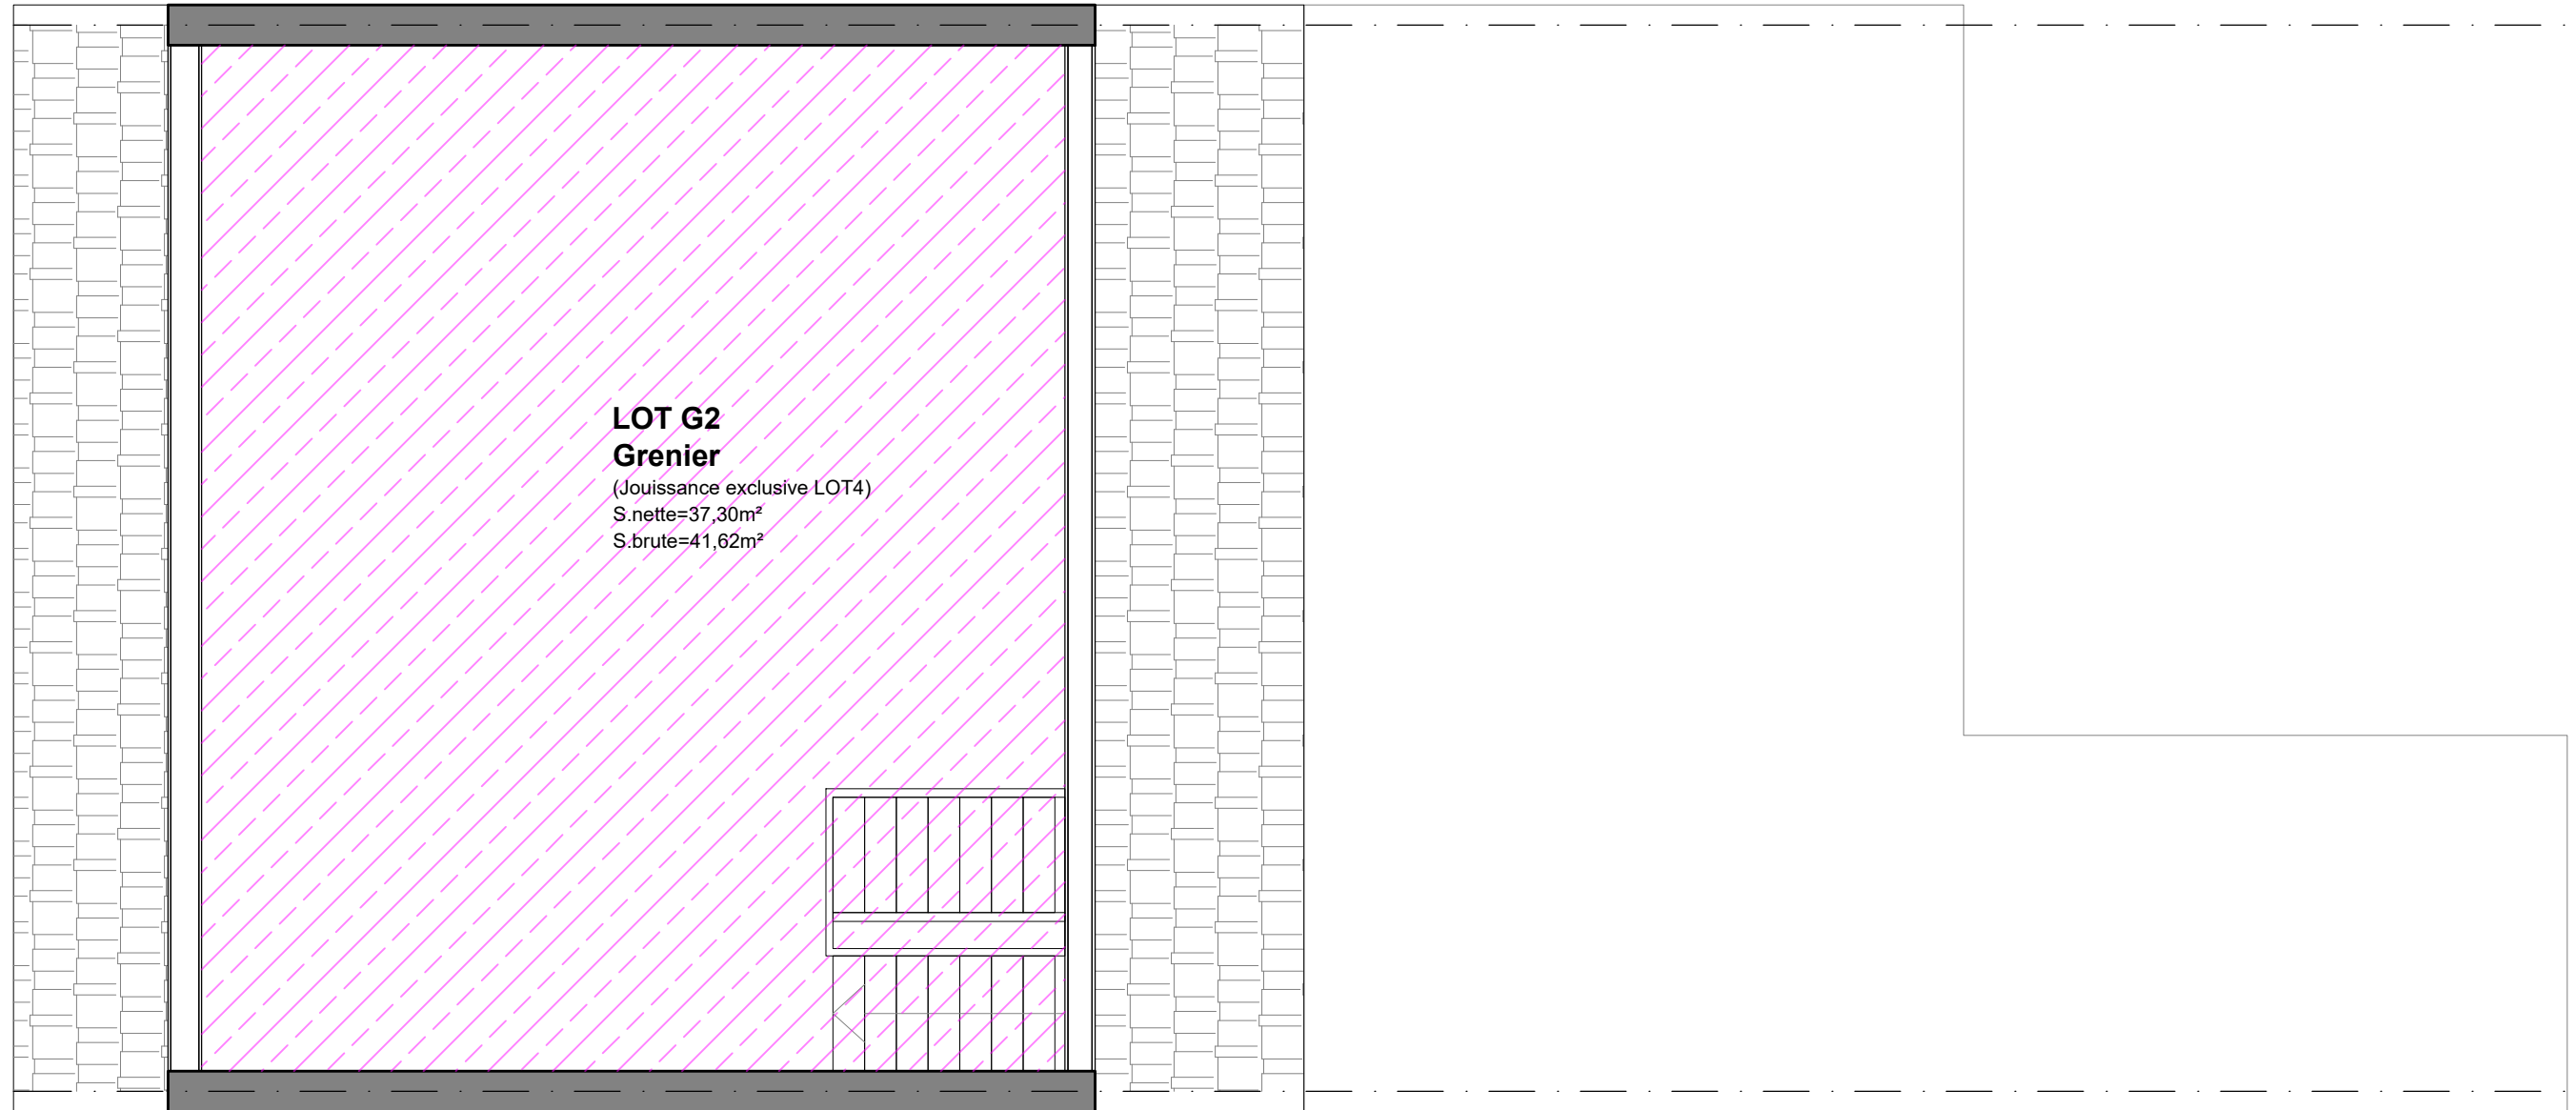 LOT G2
Grenier
(Jouissance exclusive LOT4)
S.nette=37,30m²
S.brute=41,62m²